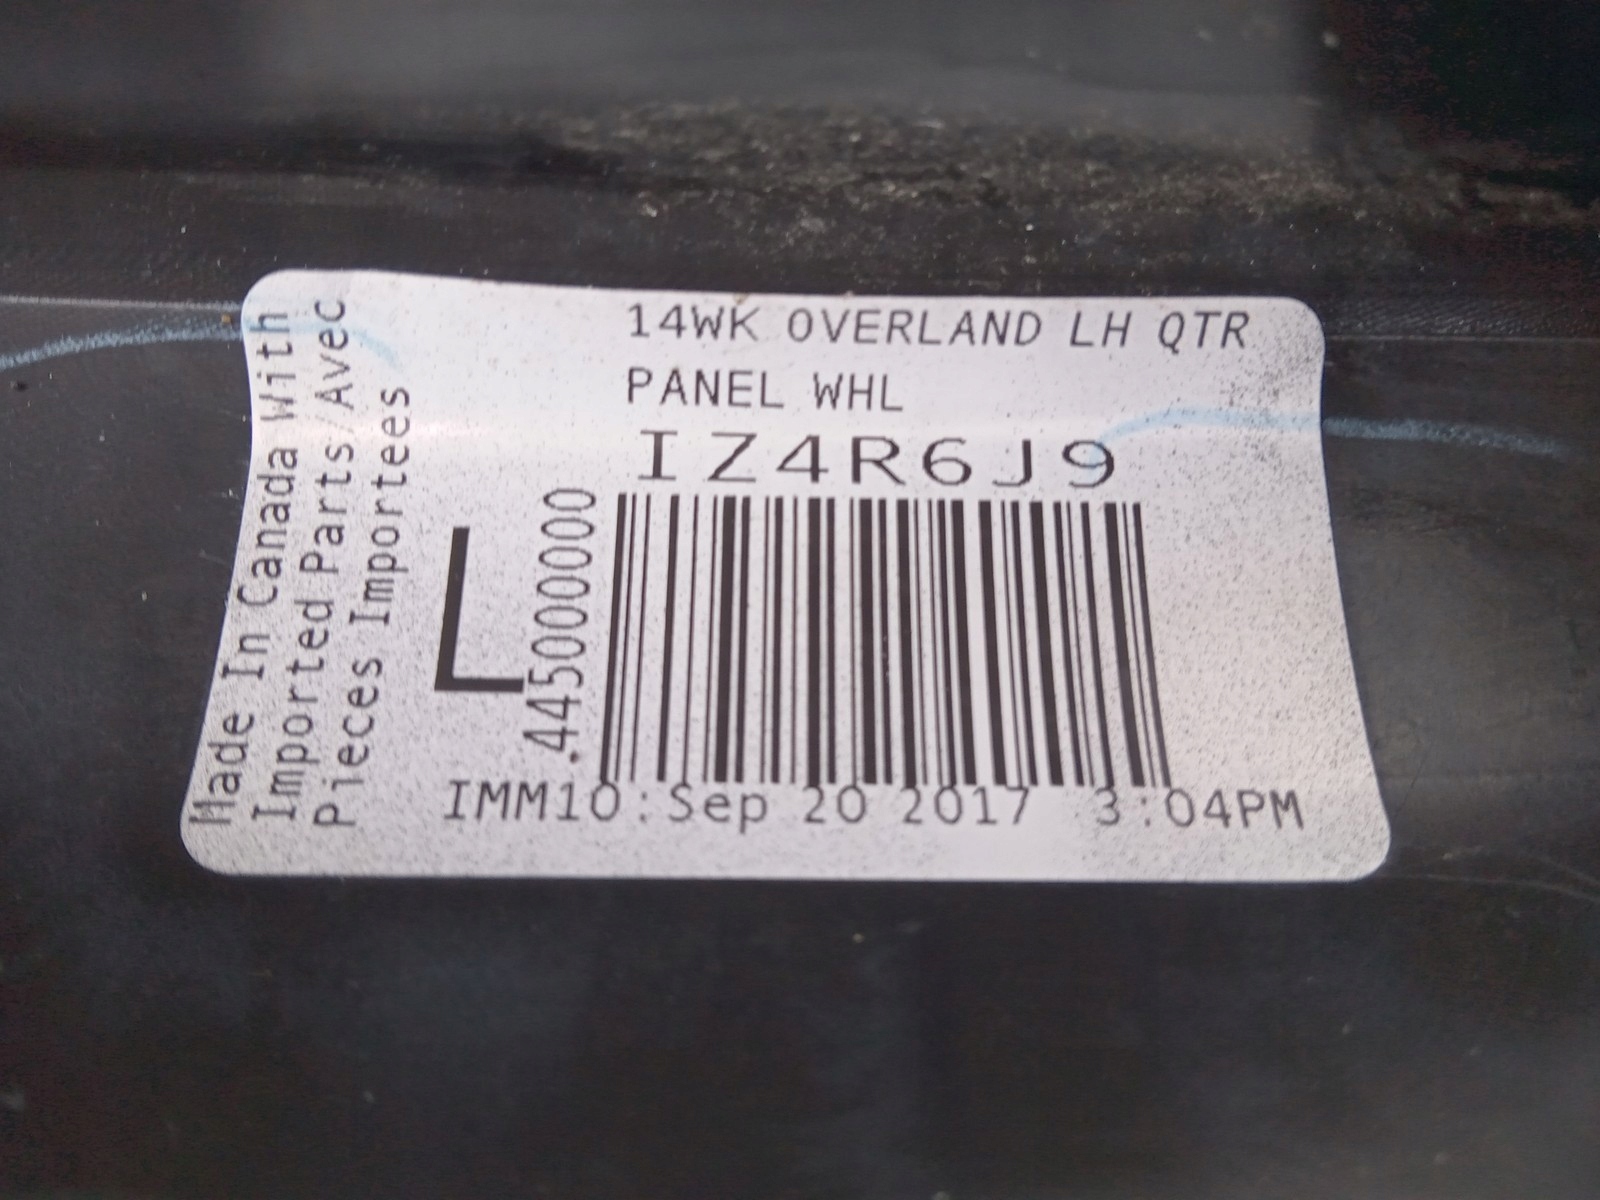 14WK OVERLAND LH QTR
PANEL WHL
IZ4R6J9
Made In Canada With
Imported Parts/Avec
Pieces Importees
L
.445000000
IMM10:Sep 20 2017 3:04PM